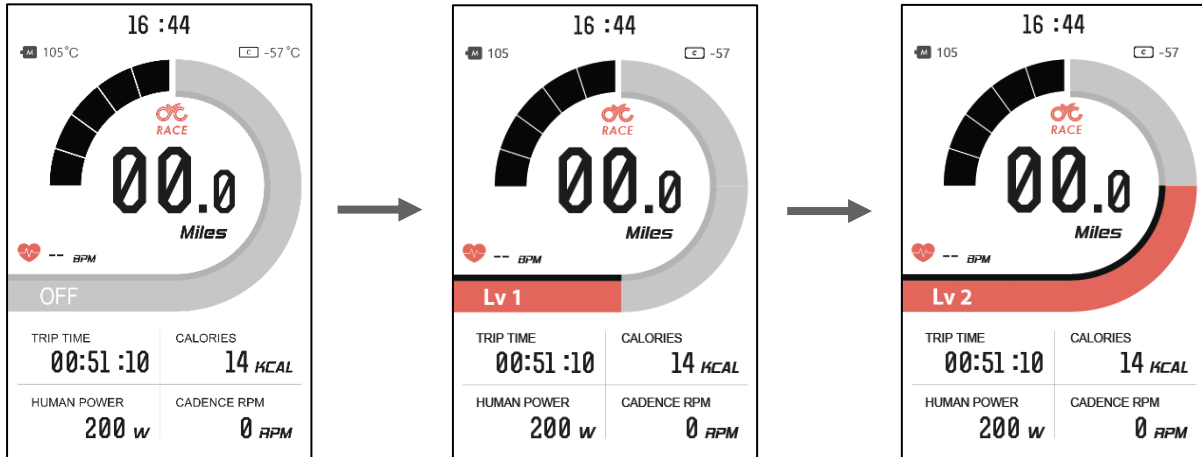 16 :44
M 105°C
C -57°C
RACE
00.0
Miles
-- BPM
OFF
TRIP TIME
00:51 :10
CALORIES
14 KCAL
HUMAN POWER
200 W
CADENCE RPM
0 RPM
16 :44
M 105
C -57
RACE
00.0
Miles
-- BPM
Lv 1
TRIP TIME
00:51 :10
CALORIES
14 KCAL
HUMAN POWER
200 W
CADENCE RPM
0 RPM
16 :44
M 105
C -57
RACE
00.0
Miles
-- BPM
Lv 2
TRIP TIME
00:51 :10
CALORIES
14 KCAL
HUMAN POWER
200 W
CADENCE RPM
0 RPM